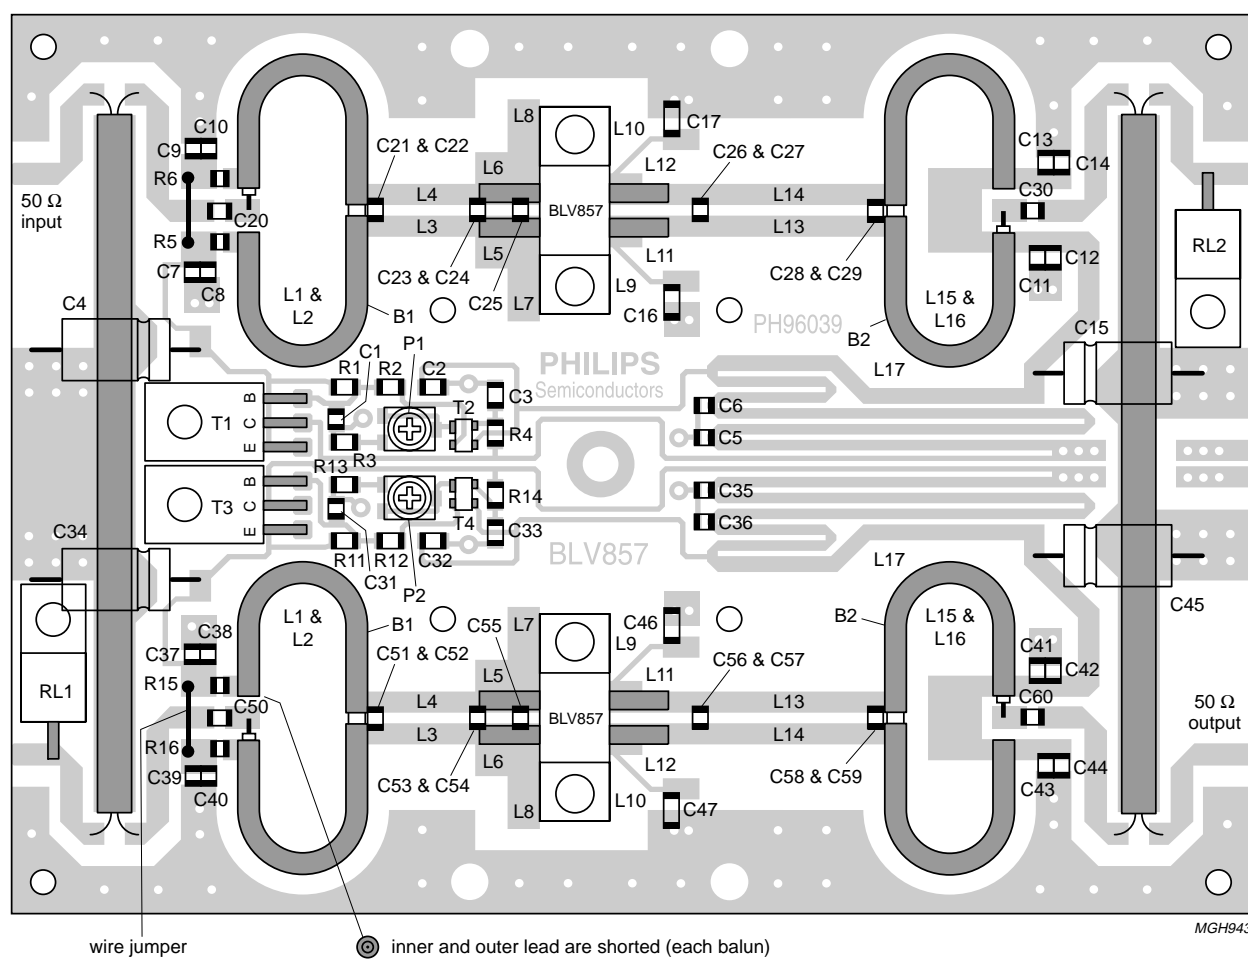 C10
C9
R6
50 Ω
input
C20
R5
C7
C8
C4
L1 &
L2
B1
C21 & C22
L4
L3
C23 & C24
L6
L5
L8
L7
C25
BLV857
L10
L9
L12
L11
C17
C16
C26 & C27
L14
L13
C28 & C29
PH96039
B2
L15 &
L16
C13
C14
C30
C12
C11
C15
RL2
L17
PHILIPS
Semiconductors
C1
P1
R1
R2
C2
C3
T2
R4
C6
C5
T1
B
C
E
R3
R13
T3
B
C
E
R14
T4
C33
C35
C36
R11
R12
C32
C31
P2
BLV857
L17
C34
RL1
C38
C37
R15
C50
R16
C39
C40
L1 &
L2
B1
C51 & C52
L4
L3
C53 & C54
C55
L7
L5
L6
L8
BLV857
L9
L10
L11
L12
C46
C47
C56 & C57
L13
L14
C58 & C59
B2
L15 &
L16
C41
C42
C60
C44
C43
C45
50 Ω
output
MGH943
wire jumper
inner and outer lead are shorted (each balun)